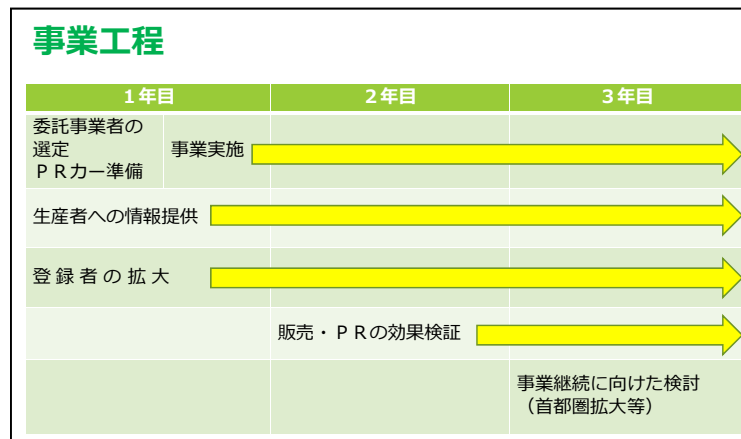 事業工程
１年目
２年目
３年目
委託事業者の
選定
ＰＲカー準備
事業実施
生産者への情報提供
登 録 者 の 拡 大
販売・ＰＲの効果検証
事業継続に向けた検討
（首都圏拡大等）